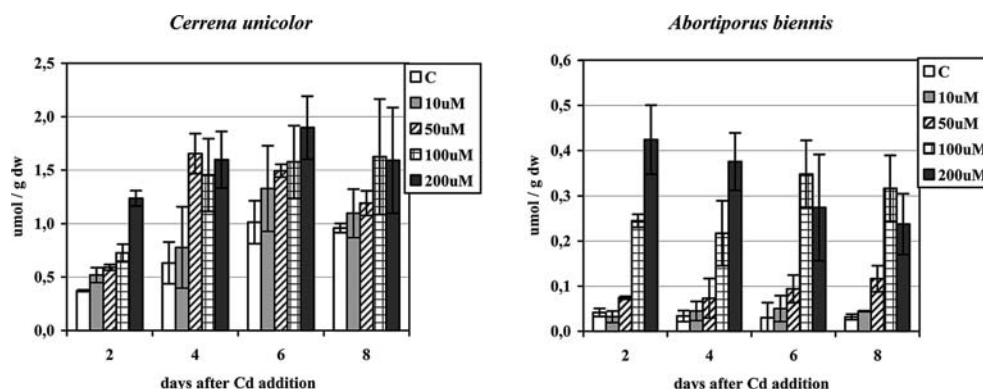 Cerrena unicolor
umol / g dw
2,5
2,0
1,5
1,0
0,5
0,0
C
10uM
50uM
100uM
200uM
2 4 6 8
days after Cd addition
Abortiporus biennis
umol / g dw
0,6
0,5
0,4
0,3
0,2
0,1
0,0
C
10uM
50uM
100uM
200uM
2 4 6 8
days after Cd addition